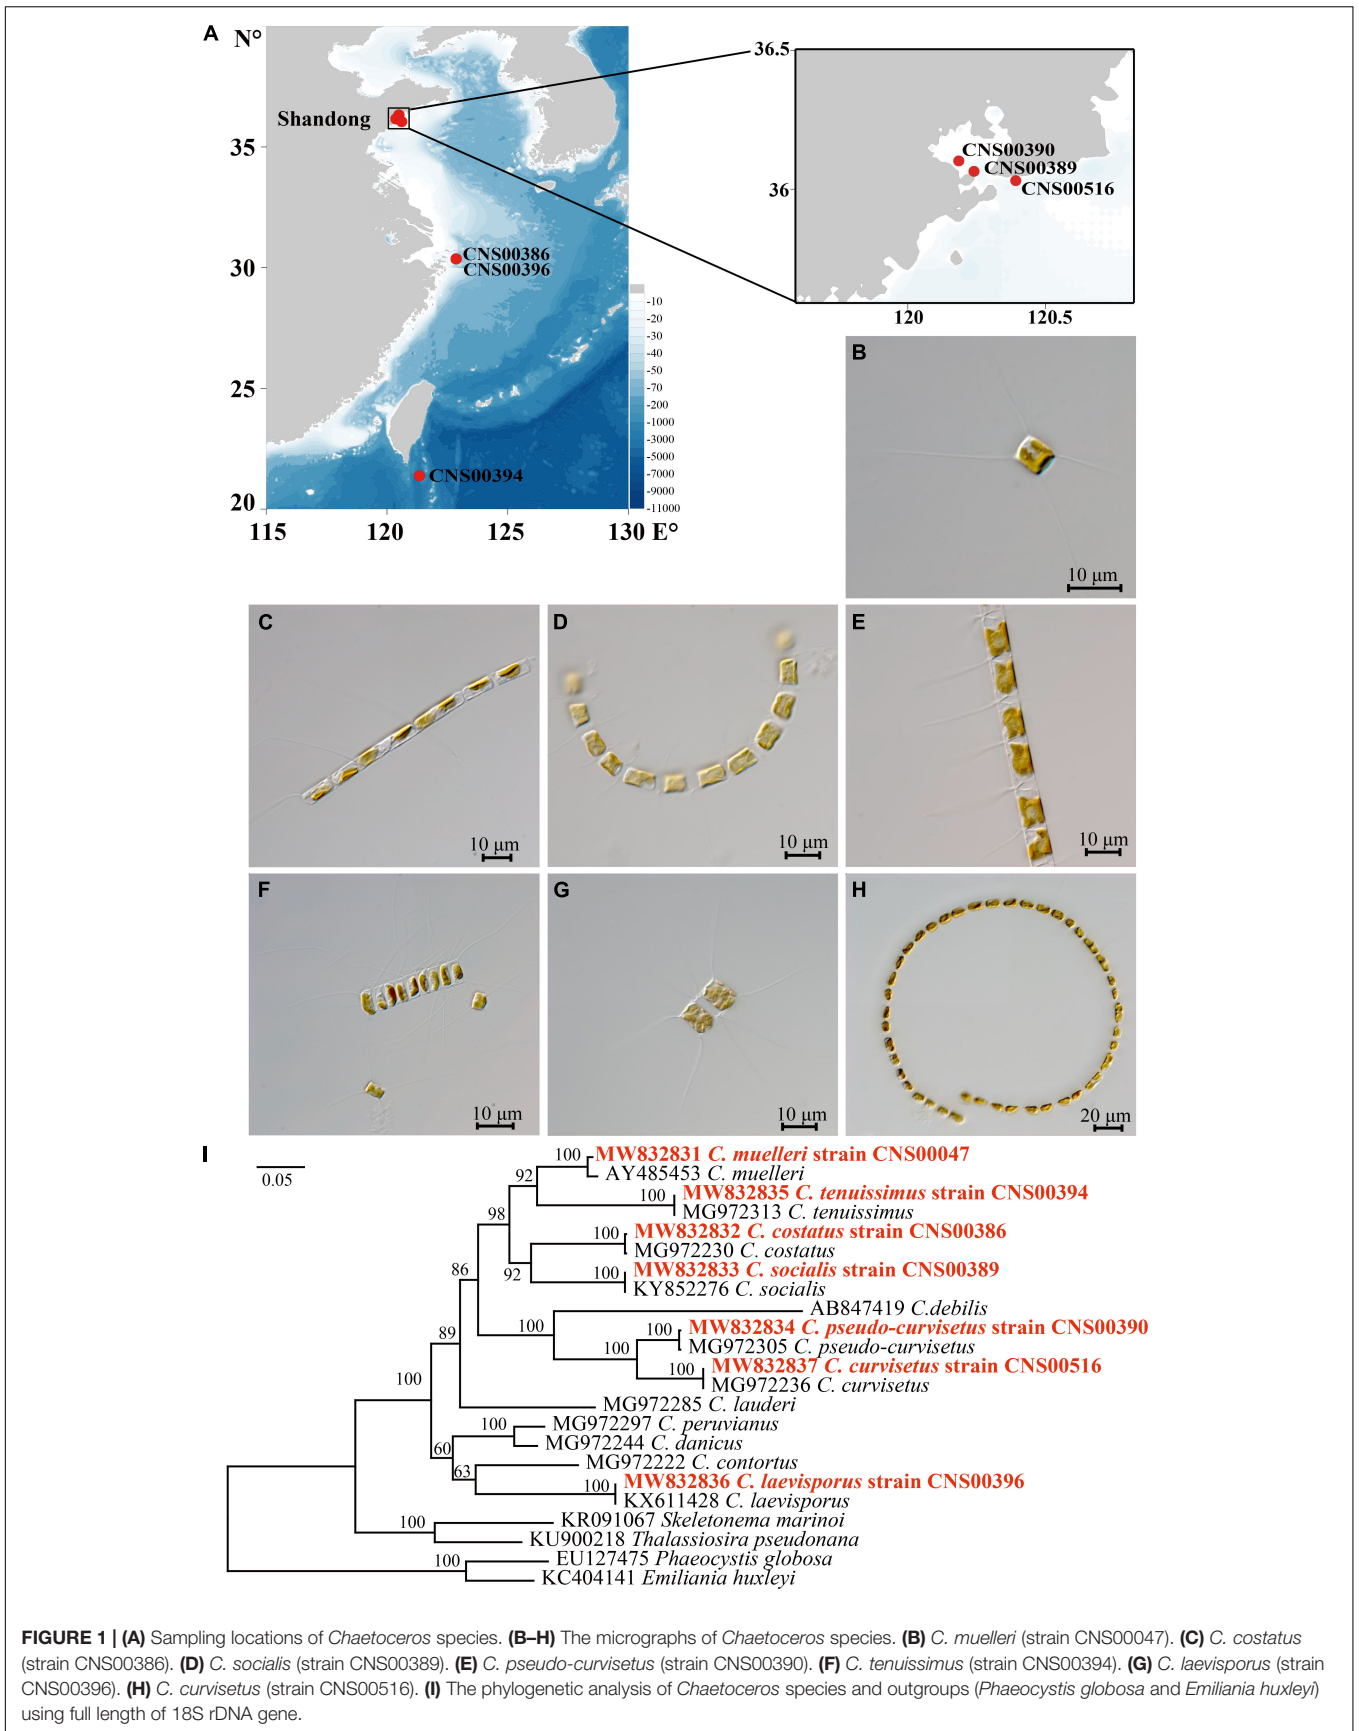 A
N°
Shandong
35
30
25
20
115
120
125
130 E°
CNS00386
CNS00396
CNS00394
-10
-20
-30
-40
-50
-70
-200
-1000
-3000
-5000
-7000
-9000
-11000
36.5
36
120
120.5
CNS00390
CNS00389
CNS00516
B
10 μm
C
10 μm
D
10 μm
E
10 μm
F
10 μm
G
10 μm
H
20 μm
I
0.05
100
MW832831 C. muelleri strain CNS00047
AY485453 C. muelleri
92
100
MW832835 C. tenuissimus strain CNS00394
MG972313 C. tenuissimus
98
100
MW832832 C. costatus strain CNS00386
MG972230 C. costatus
92
100
MW832833 C. socialis strain CNS00389
KY852276 C. socialis
86
AB847419 C.debilis
100
100
MW832834 C. pseudo-curvisetus strain CNS00390
MG972305 C. pseudo-curvisetus
100
100
MW832837 C. curvisetus strain CNS00516
MG972236 C. curvisetus
89
MG972285 C. lauderi
100
100
MG972297 C. peruvianus
MG972244 C. danicus
60
MG972222 C. contortus
63
100
MW832836 C. laevisporus strain CNS00396
KX611428 C. laevisporus
100
KR091067 Skeletonema marinoi
KU900218 Thalassiosira pseudonana
100
EU127475 Phaeocystis globosa
KC404141 Emiliania huxleyi
FIGURE 1 | (A) Sampling locations of Chaetoceros species. (B–H) The micrographs of Chaetoceros species. (B) C. muelleri (strain CNS00047). (C) C. costatus
(strain CNS00386). (D) C. socialis (strain CNS00389). (E) C. pseudo-curvisetus (strain CNS00390). (F) C. tenuissimus (strain CNS00394). (G) C. laevisporus (strain
CNS00396). (H) C. curvisetus (strain CNS00516). (I) The phylogenetic analysis of Chaetoceros species and outgroups (Phaeocystis globosa and Emiliania huxleyi)
using full length of 18S rDNA gene.